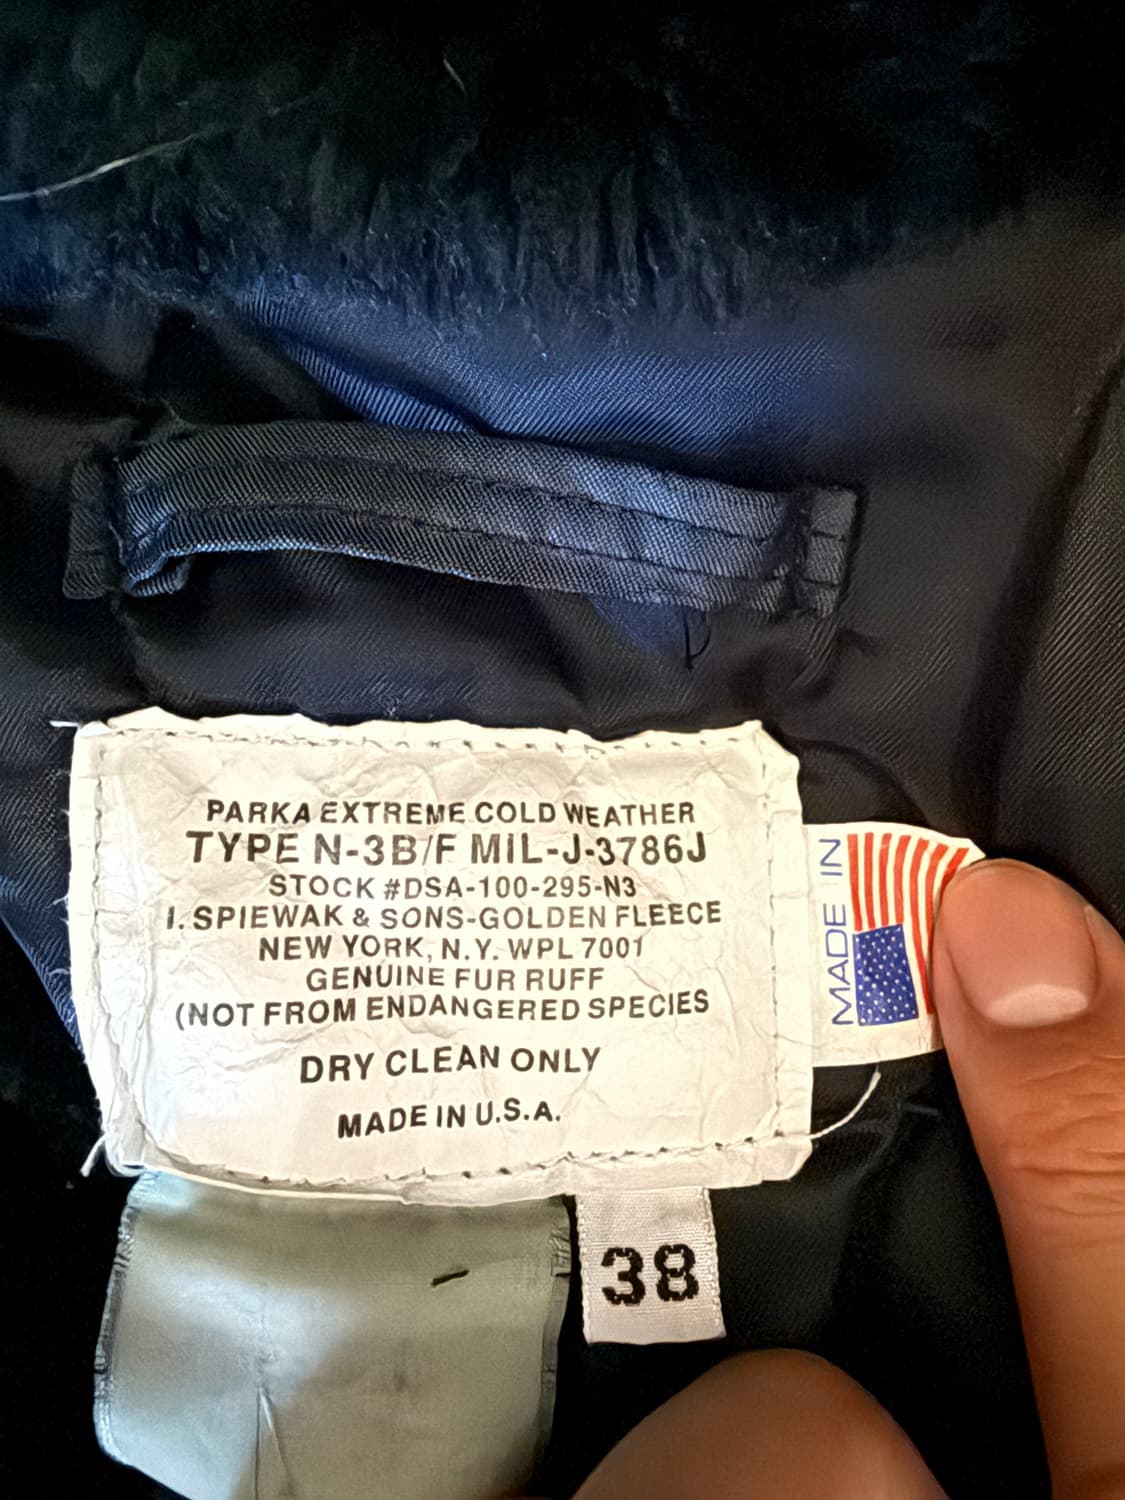 PARKA EXTREME COLD WEATHER
TYPE N-3B/F MIL-J-3786J
STOCK #DSA-100-295-N3
I. SPIEWAK & SONS-GOLDEN FLEECE
NEW YORK, N.Y. WPL 7001
GENUINE FUR RUFF
(NOT FROM ENDANGERED SPECIES
DRY CLEAN ONLY
MADE IN U.S.A.
MADE IN
38